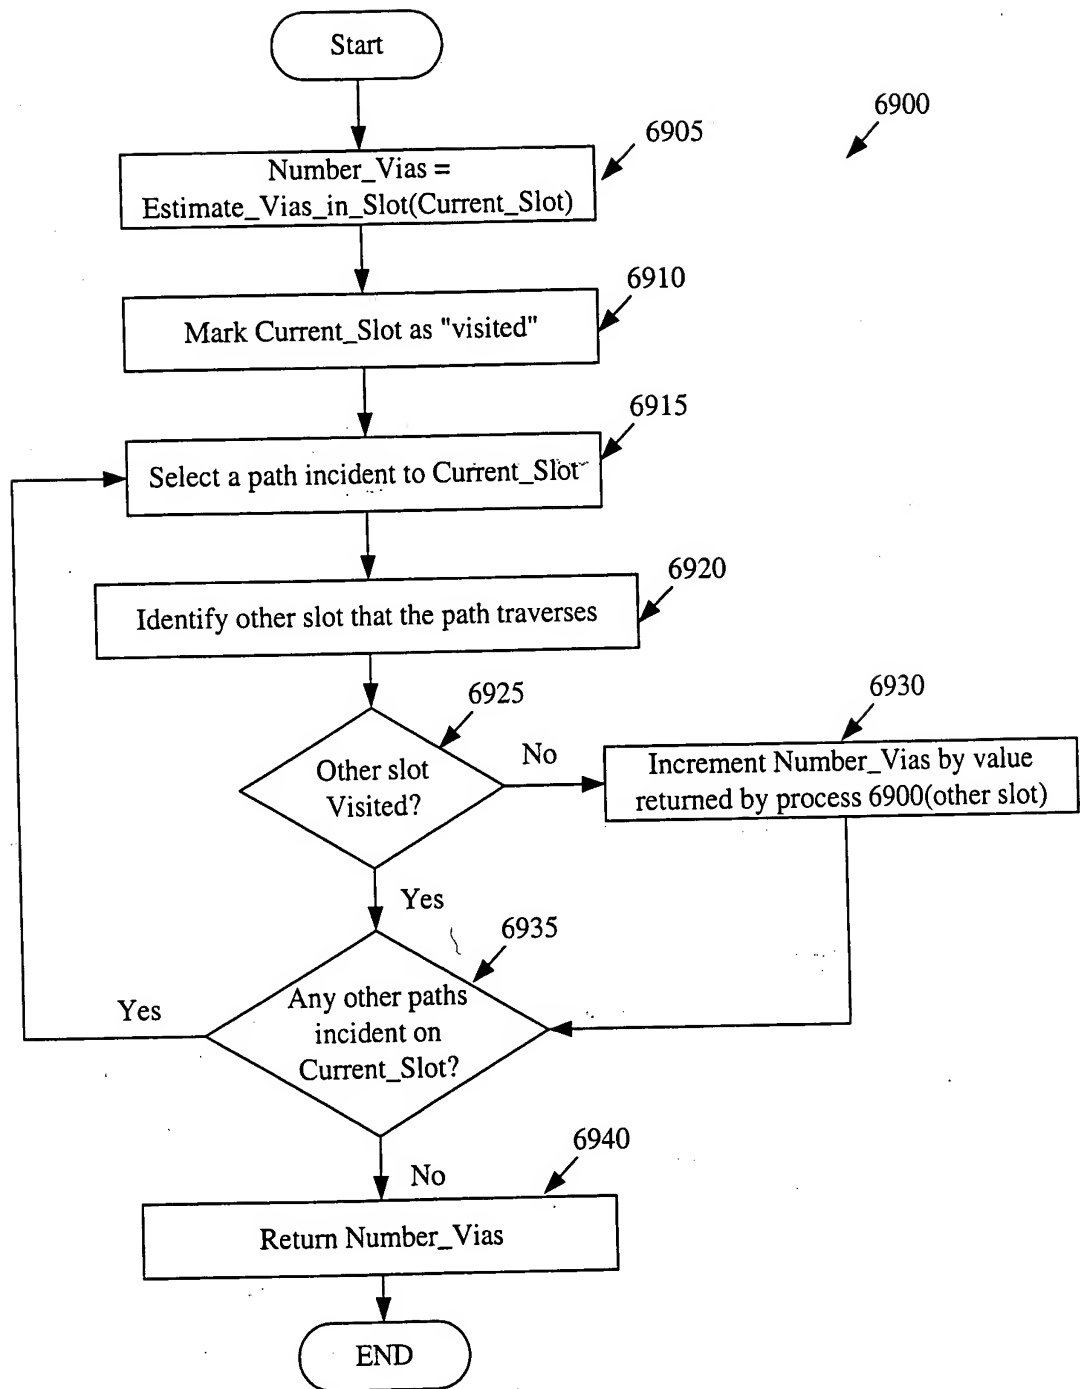 Start
6900
6905
Number_Vias =
Estimate_Vias_in_Slot(Current_Slot)
6910
Mark Current_Slot as "visited"
6915
Select a path incident to Current_Slot
6920
Identify other slot that the path traverses
6925
Other slot
Visited?
No
6930
Increment Number_Vias by value
returned by process 6900(other slot)
Yes
6935
Any other paths
incident on
Current_Slot?
Yes
No
6940
Return Number_Vias
END